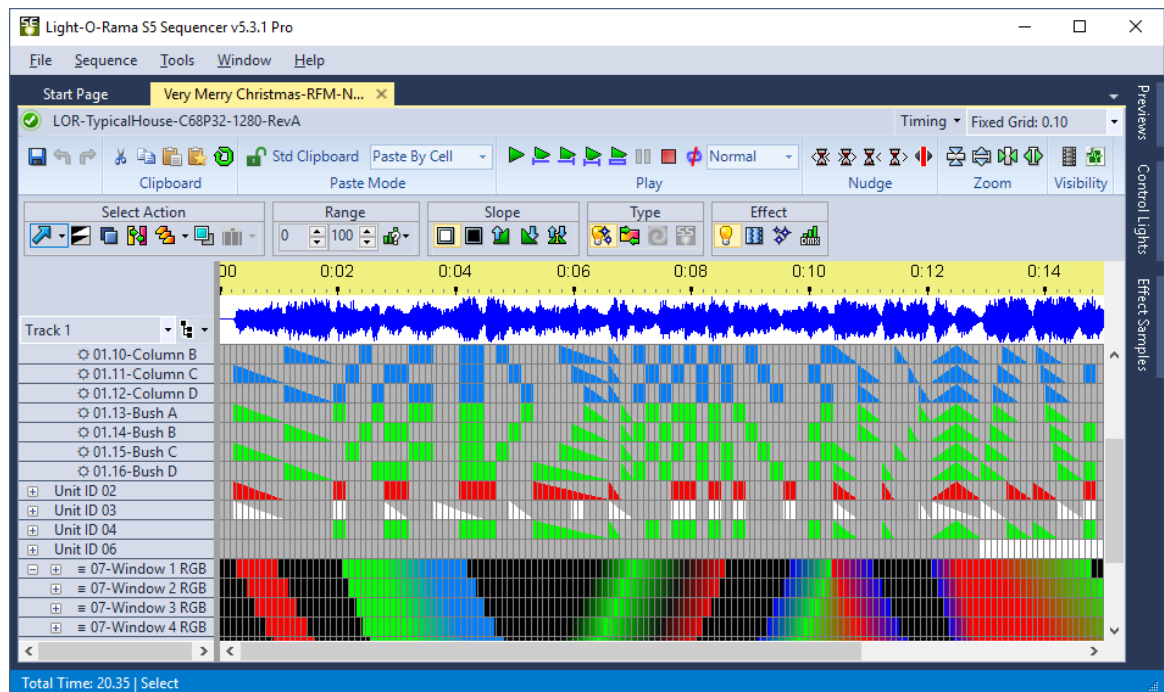 Light-O-Rama S5 Sequencer v5.3.1 Pro
File Sequence Tools Window Help
Start Page Very Merry Christmas-RFM-N...
LOR-TypicalHouse-C68P32-1280-RevA Timing Fixed Grid: 0.10
Std Clipboard Paste By Cell Normal
Clipboard Paste Mode Play Nudge Zoom Visibility
Select Action Range Slope Type Effect
0 100 S5 dmx
00 0:02 0:04 0:06 0:08 0:10 0:12 0:14
Track 1
01.10-Column B
01.11-Column C
01.12-Column D
01.13-Bush A
01.14-Bush B
01.15-Bush C
01.16-Bush D
Unit ID 02
Unit ID 03
Unit ID 04
Unit ID 06
07-Window 1 RGB
07-Window 2 RGB
07-Window 3 RGB
07-Window 4 RGB
Total Time: 20.35 | Select
Previews
Control Lights
Effect Samples